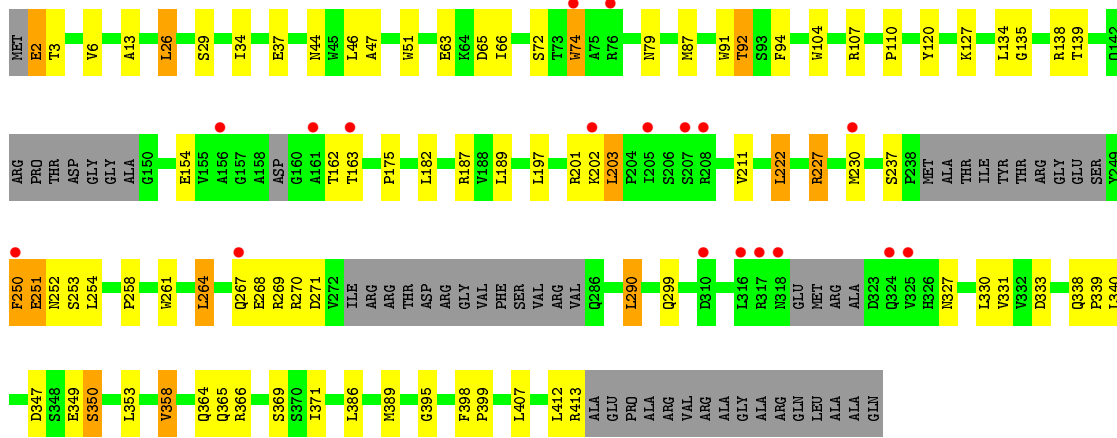 MET E2 T3 V6 A13 L26 S29 I34 E37 N44 W45 L46 A47 W51 E63 K64 D65 I66 S72 T73 W74 A75 R76 N79 M87 W91 T92 S93 F94 W104 R107 P110 Y120 K127 L134 G135 R138 T139 Q142
ARG PRO THR ASP GLY GLY ALA G150 E154 V155 A156 G157 A158 ASP G160 A161 T162 T163 P175 L182 R187 V188 L189 L197 R201 K202 L203 P204 I205 S206 S207 R208 V211 L222 R227 M230 S237 P238 MET ALA THR ILE TYR THR ARG GLY GLU SER Y249
F250 E251 N252 S253 L254 P258 W261 L264 Q267 E268 R269 R270 D271 V272 ILE ARG ARG THR ASP ARG GLY VAL PHE SER VAL ARG VAL Q286 L290 Q299 D310 L316 R317 N318 GLU MET ARG ALA D323 Q324 V325 H326 N327 L330 V331 V332 D333 Q338 P339 L340
D347 S348 E349 S350 L353 V358 Q364 Q365 R366 S369 S370 I371 L386 M389 G395 F398 P399 L407 L412 R413 ALA GLU PRO ALA ARG VAL ARG ALA GLY ALA ARG GLN LEU ALA ALA GLN